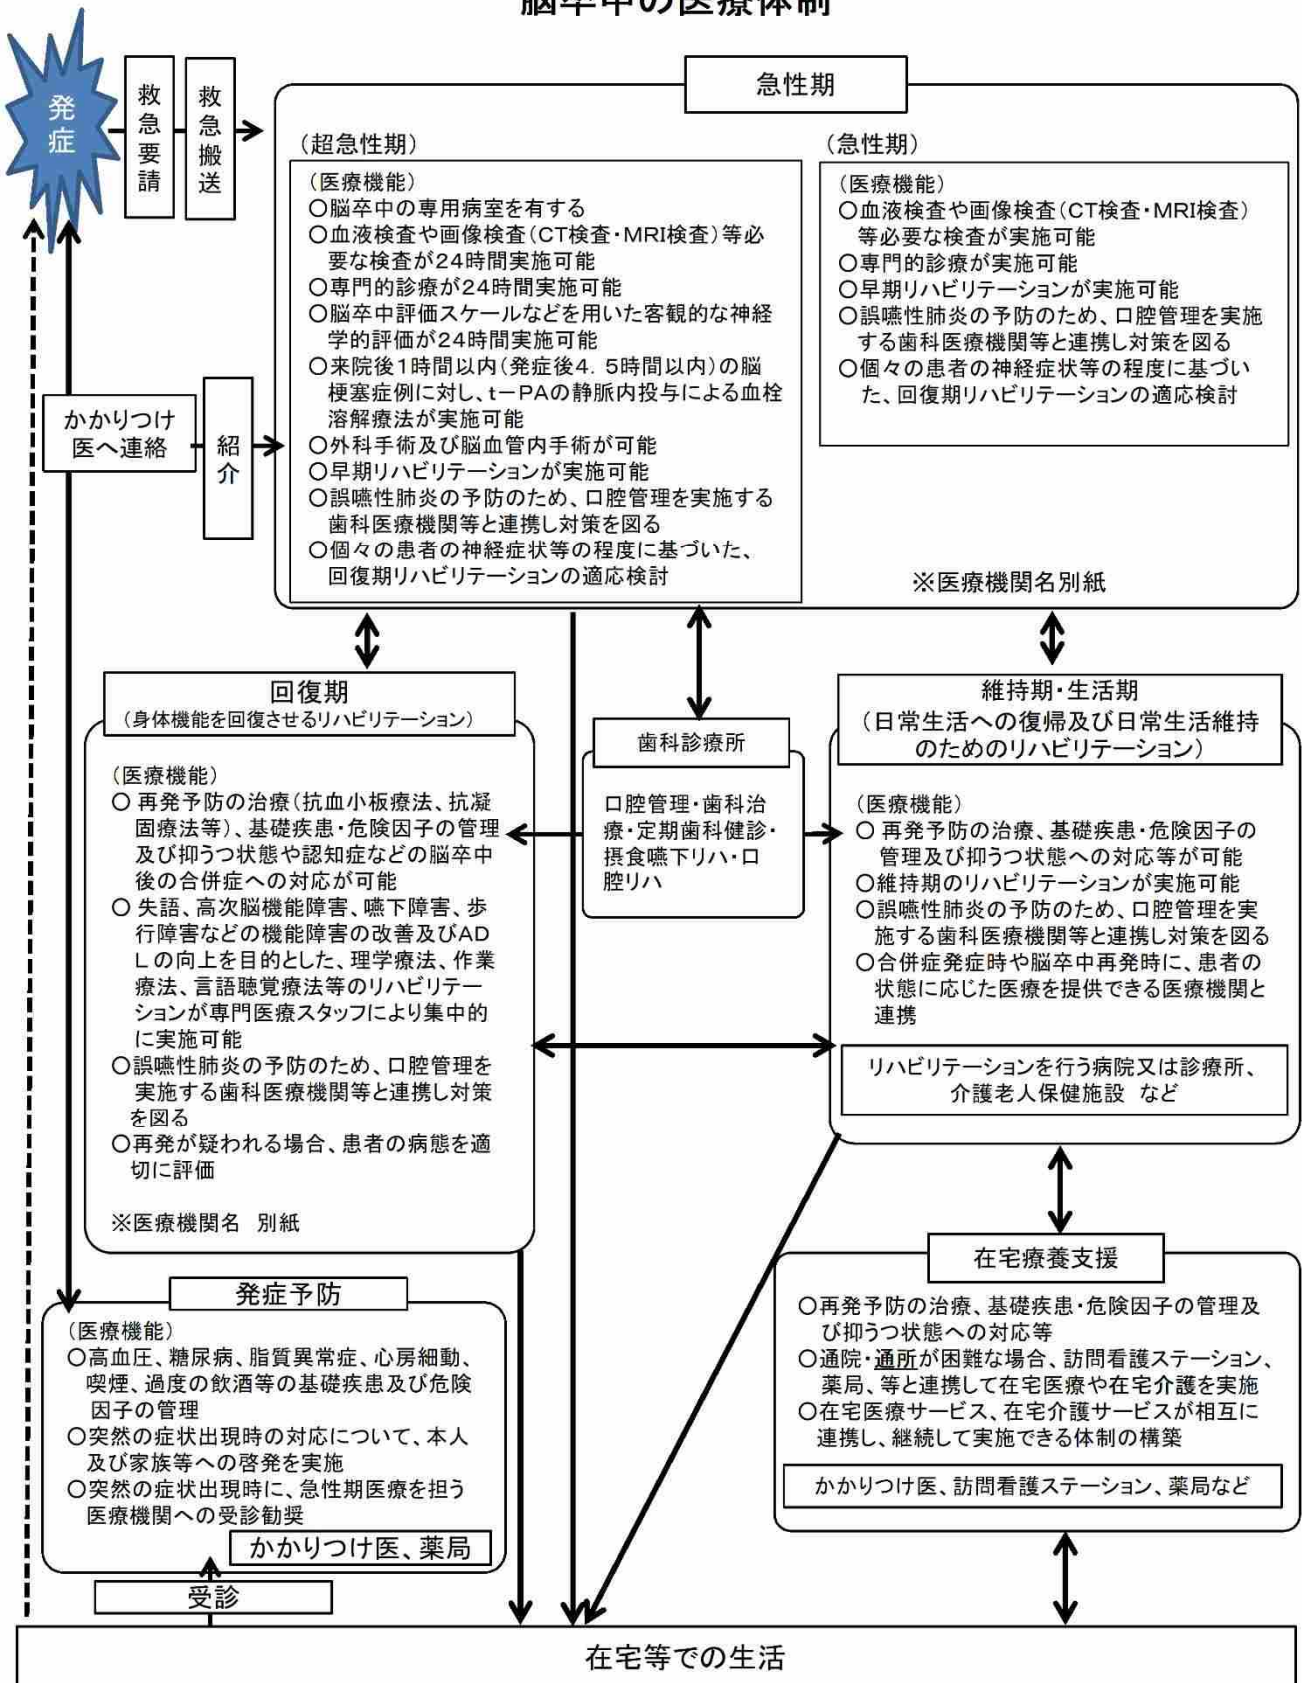 脳卒中の医療体制
発症
救急要請
救急搬送
急性期
（超急性期）
（医療機能）
○脳卒中の専用病室を有する
○血液検査や画像検査（CT検査・MRI検査）等必
要な検査が24時間実施可能
○専門的診療が24時間実施可能
○脳卒中評価スケールなどを用いた客観的な神経
学的評価が24時間実施可能
○来院後1時間以内（発症後4．5時間以内）の脳
梗塞症例に対し、t－PAの静脈内投与による血栓
溶解療法が実施可能
○外科手術及び脳血管内手術が可能
○早期リハビリテーションが実施可能
○誤嚥性肺炎の予防のため、口腔管理を実施する
歯科医療機関等と連携し対策を図る
○個々の患者の神経症状等の程度に基づいた、
回復期リハビリテーションの適応検討
（急性期）
（医療機能）
○血液検査や画像検査（CT検査・MRI検査）
等必要な検査が実施可能
○専門的診療が実施可能
○早期リハビリテーションが実施可能
○誤嚥性肺炎の予防のため、口腔管理を実施
する歯科医療機関等と連携し対策を図る
○個々の患者の神経症状等の程度に基づい
た、回復期リハビリテーションの適応検討
※医療機関名別紙
かかりつけ
医へ連絡
紹介
回復期
（身体機能を回復させるリハビリテーション）
（医療機能）
○ 再発予防の治療（抗血小板療法、抗凝
固療法等）、基礎疾患・危険因子の管理
及び抑うつ状態や認知症などの脳卒中
後の合併症への対応が可能
○ 失語、高次脳機能障害、嚥下障害、歩
行障害などの機能障害の改善及びAD
Lの向上を目的とした、理学療法、作業
療法、言語聴覚療法等のリハビリテー
ションが専門医療スタッフにより集中的
に実施可能
○誤嚥性肺炎の予防のため、口腔管理を
実施する歯科医療機関等と連携し対策
を図る
○再発が疑われる場合、患者の病態を適
切に評価
※医療機関名　別紙
歯科診療所
口腔管理・歯科治
療・定期歯科健診・
摂食嚥下リハ・口
腔リハ
維持期・生活期
（日常生活への復帰及び日常生活維持
のためのリハビリテーション）
（医療機能）
○ 再発予防の治療、基礎疾患・危険因子の
管理及び抑うつ状態への対応等が可能
○維持期のリハビリテーションが実施可能
○誤嚥性肺炎の予防のため、口腔管理を実
施する歯科医療機関等と連携し対策を図る
○合併症発症時や脳卒中再発時に、患者の
状態に応じた医療を提供できる医療機関と
連携
リハビリテーションを行う病院又は診療所、
介護老人保健施設 など
発症予防
（医療機能）
○高血圧、糖尿病、脂質異常症、心房細動、
喫煙、過度の飲酒等の基礎疾患及び危険
因子の管理
○突然の症状出現時の対応について、本人
及び家族等への啓発を実施
○突然の症状出現時に、急性期医療を担う
医療機関への受診勧奨
かかりつけ医、薬局
受診
在宅療養支援
○再発予防の治療、基礎疾患・危険因子の管理及
び抑うつ状態への対応等
○通院・通所が困難な場合、訪問看護ステーション、
薬局、等と連携して在宅医療や在宅介護を実施
○在宅医療サービス、在宅介護サービスが相互に
連携し、継続して実施できる体制の構築
かかりつけ医、訪問看護ステーション、薬局など
在宅等での生活